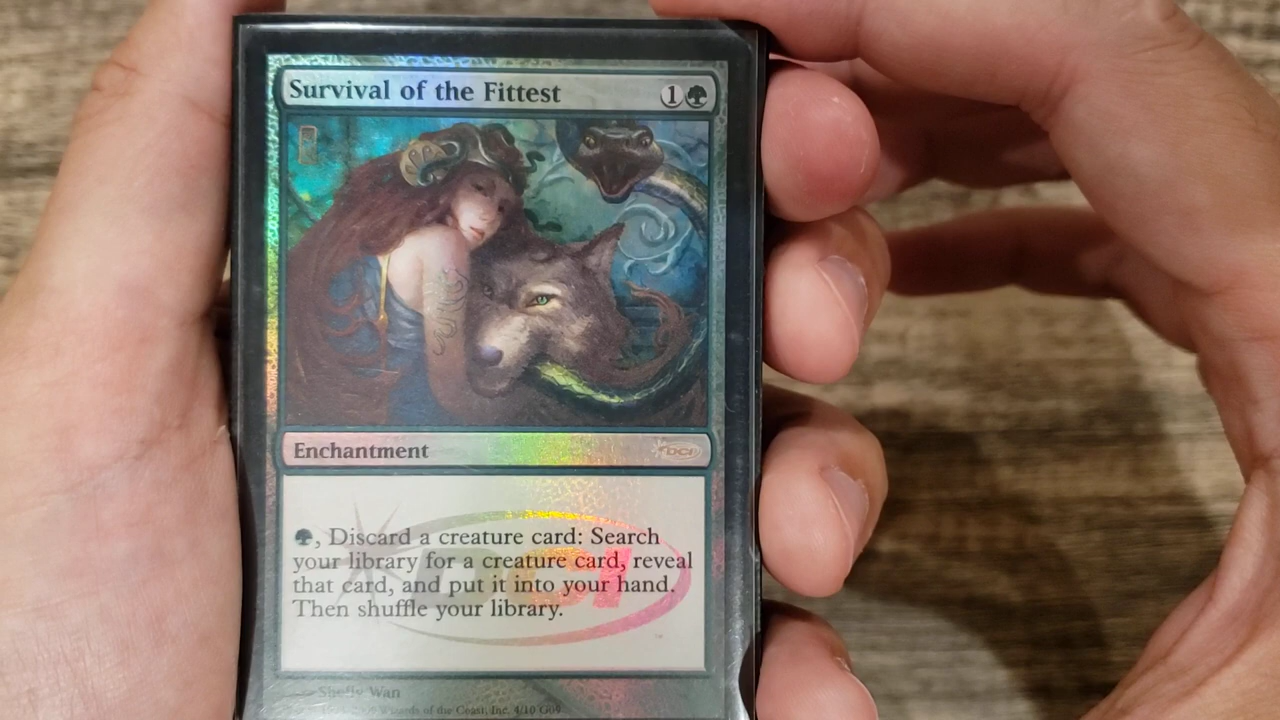 Survival of the Fittest 1
Enchantment DCI
DCI
, Discard a creature card: Search
your library for a creature card, reveal
that card, and put it into your hand.
Then shuffle your library.
Shelly Wan
Wizards of the Coast, Inc. 4/10 G09